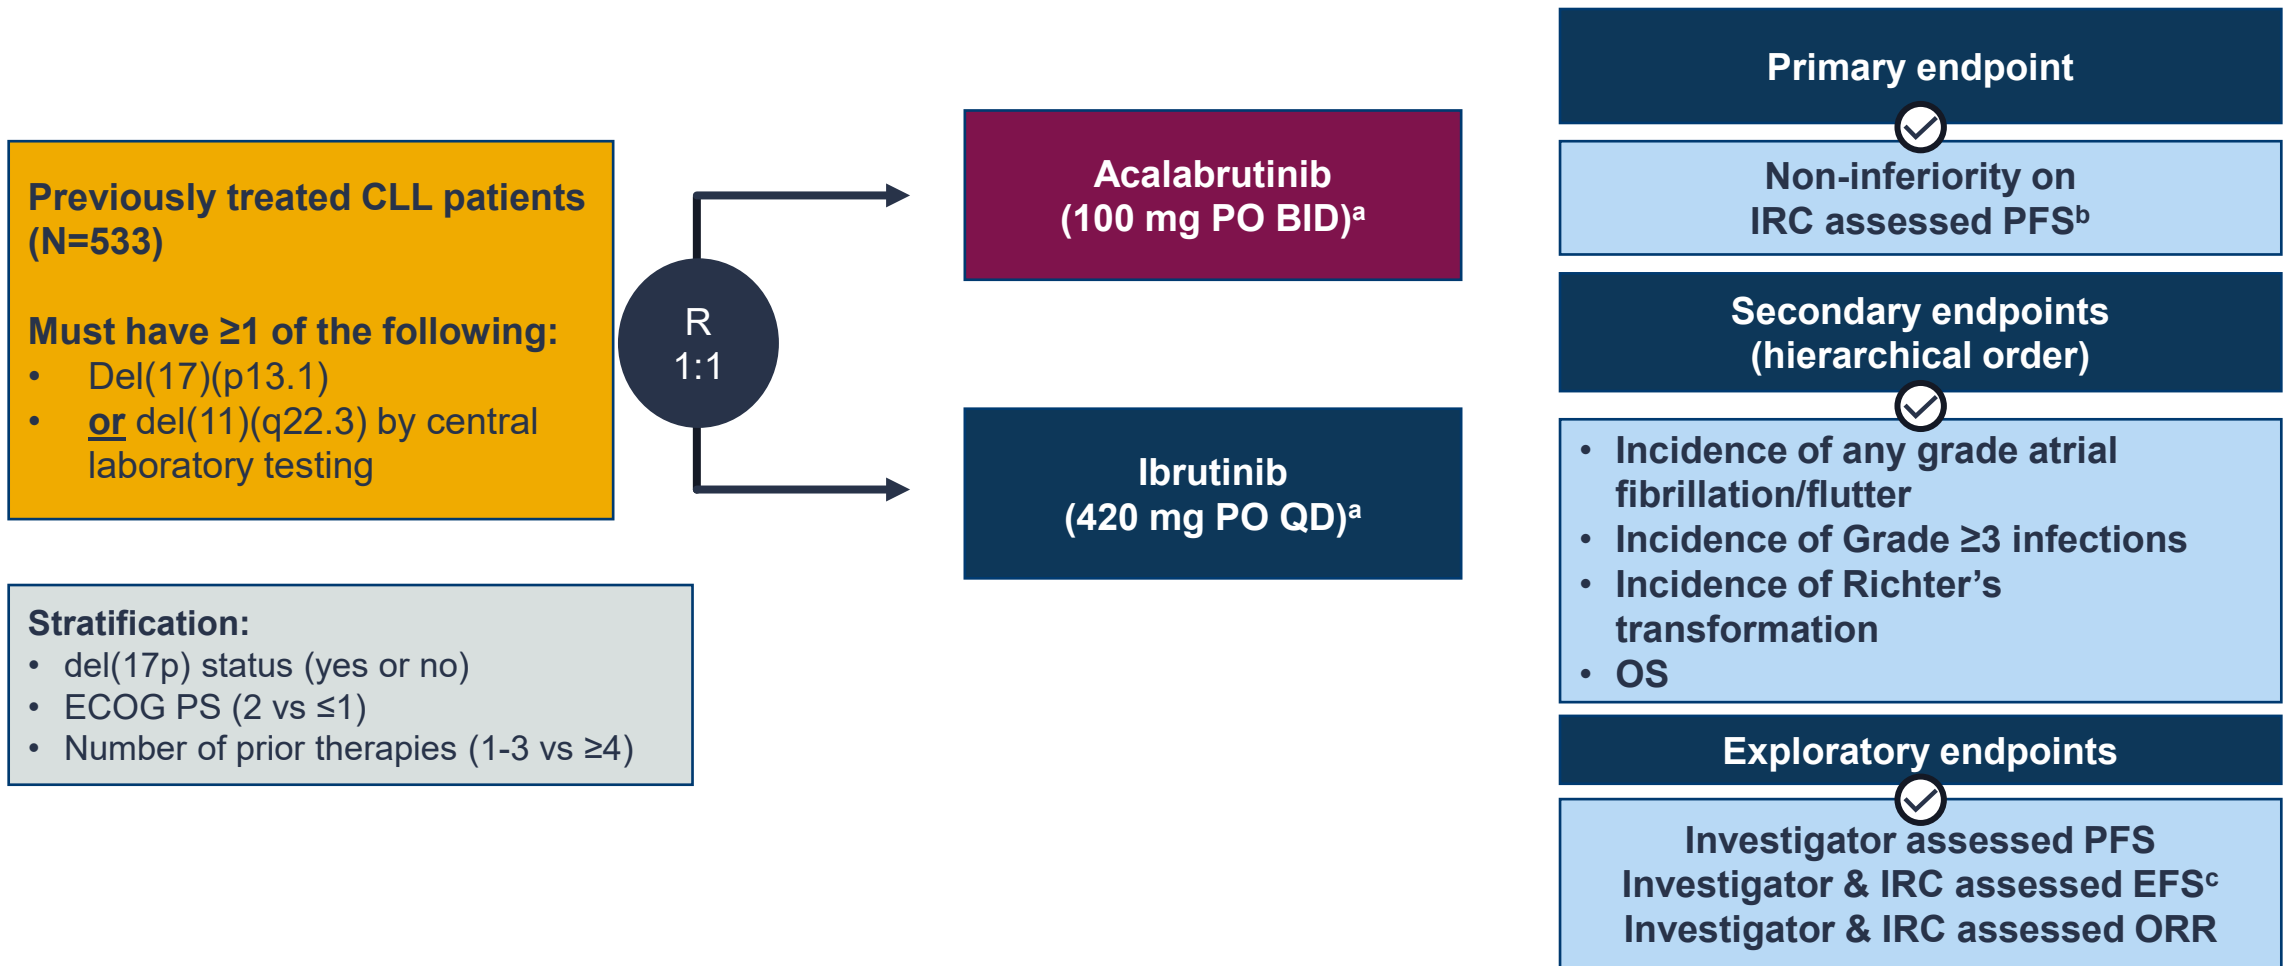 Previously treated CLL patients
(N=533)
Must have ≥1 of the following:
• Del(17)(p13.1)
• or del(11)(q22.3) by central
laboratory testing
Stratification:
• del(17p) status (yes or no)
• ECOG PS (2 vs ≤1)
• Number of prior therapies (1-3 vs ≥4)
R
1:1
Acalabrutinib
(100 mg PO BID)ᵃ
Ibrutinib
(420 mg PO QD)ᵃ
Primary endpoint
Non-inferiority on
IRC assessed PFSᵇ
Secondary endpoints
(hierarchical order)
• Incidence of any grade atrial
fibrillation/flutter
• Incidence of Grade ≥3 infections
• Incidence of Richter’s
transformation
• OS
Exploratory endpoints
Investigator assessed PFS
Investigator & IRC assessed EFSᶜ
Investigator & IRC assessed ORR